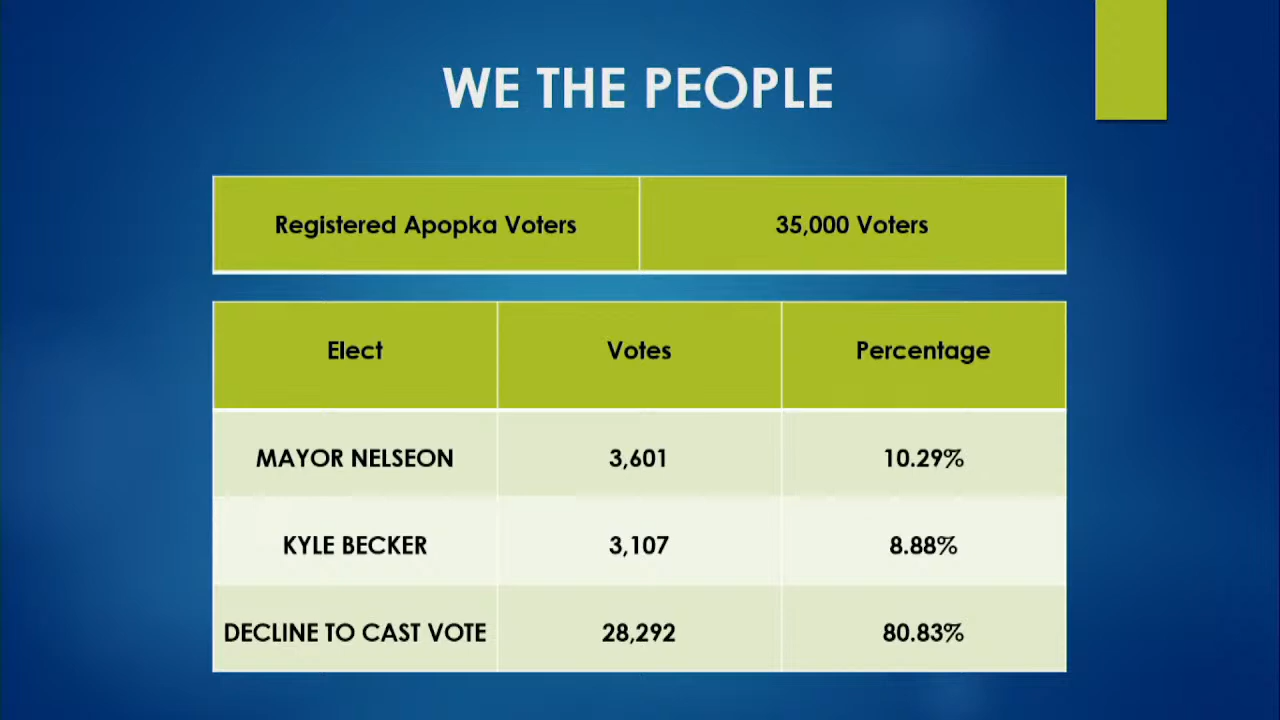 WE THE PEOPLE
Registered Apopka Voters 35,000 Voters
Elect Votes Percentage
MAYOR NELSEON 3,601 10.29%
KYLE BECKER 3,107 8.88%
DECLINE TO CAST VOTE 28,292 80.83%